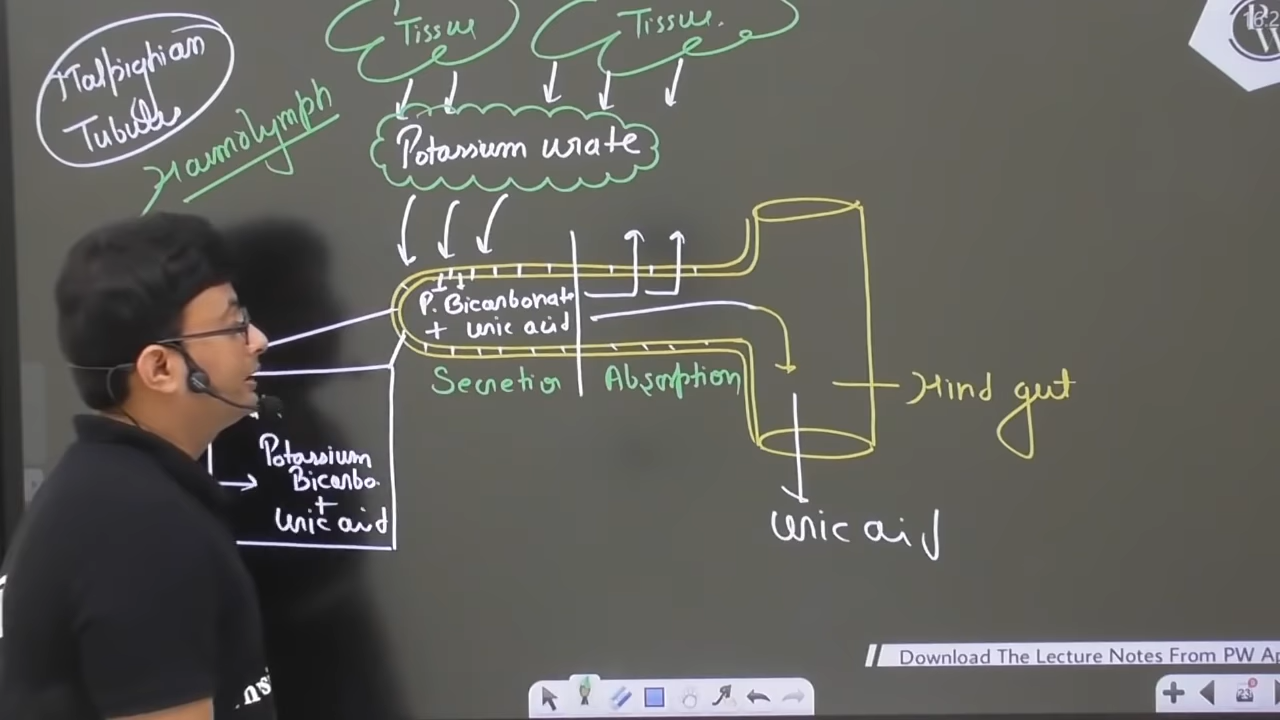 Malpighian
Tubules
Haemolymph
Tissue
Tissue.
Potassium urate
P. Bicarbonate
+ Uric acid
Secretion
Absorption
Hind gut
Potassium
Bicarbo.
+
Uric acid
Uric acid
Download The Lecture Notes From PW Ap